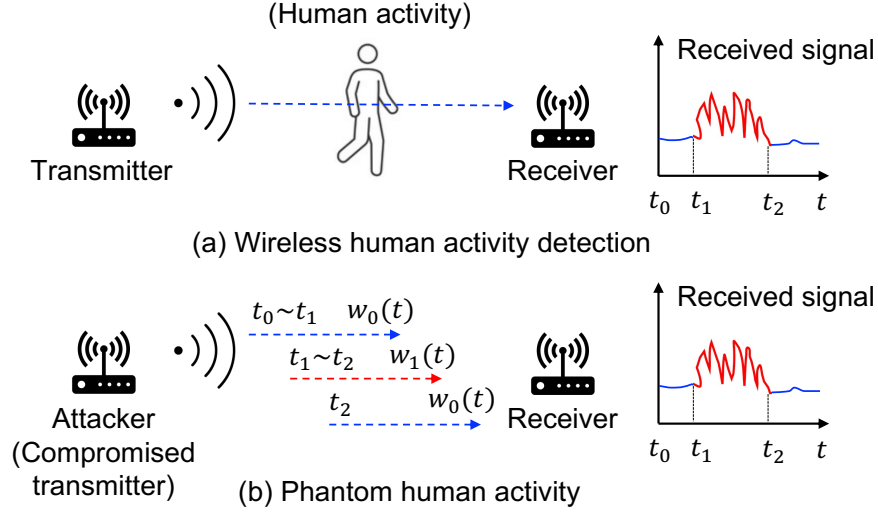 (Human activity)
Received signal
Transmitter
Receiver
t₀ t₁ t₂ t
(a) Wireless human activity detection
Received signal
t₀~t₁ w₀(t)
t₁~t₂ w₁(t)
t₂ w₀(t)
Attacker
(Compromised
transmitter)
Receiver
t₀ t₁ t₂ t
(b) Phantom human activity